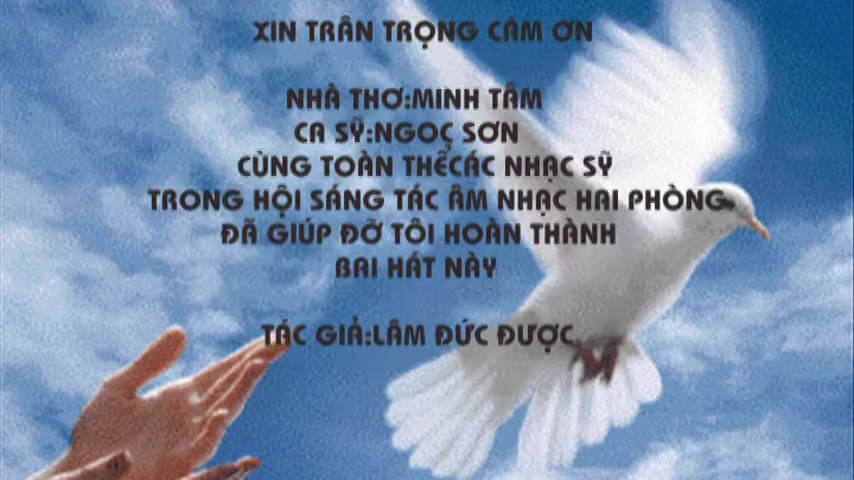 XIN TRÂN TRỌNG CÁM ƠN
NHÀ THƠ:MINH TÂM
CA SỸ:NGỌC SƠN
CÙNG TOÀN THỂCÁC NHẠC SỸ
TRONG HỘI SÁNG TÁC ÂM NHẠC HAI PHÒNG
ĐÃ GIÚP ĐỠ TÔI HOÀN THÀNH
BAI HÁT NÀY
TÁC GIẢ:LÂM ĐỨC ĐƯỢC